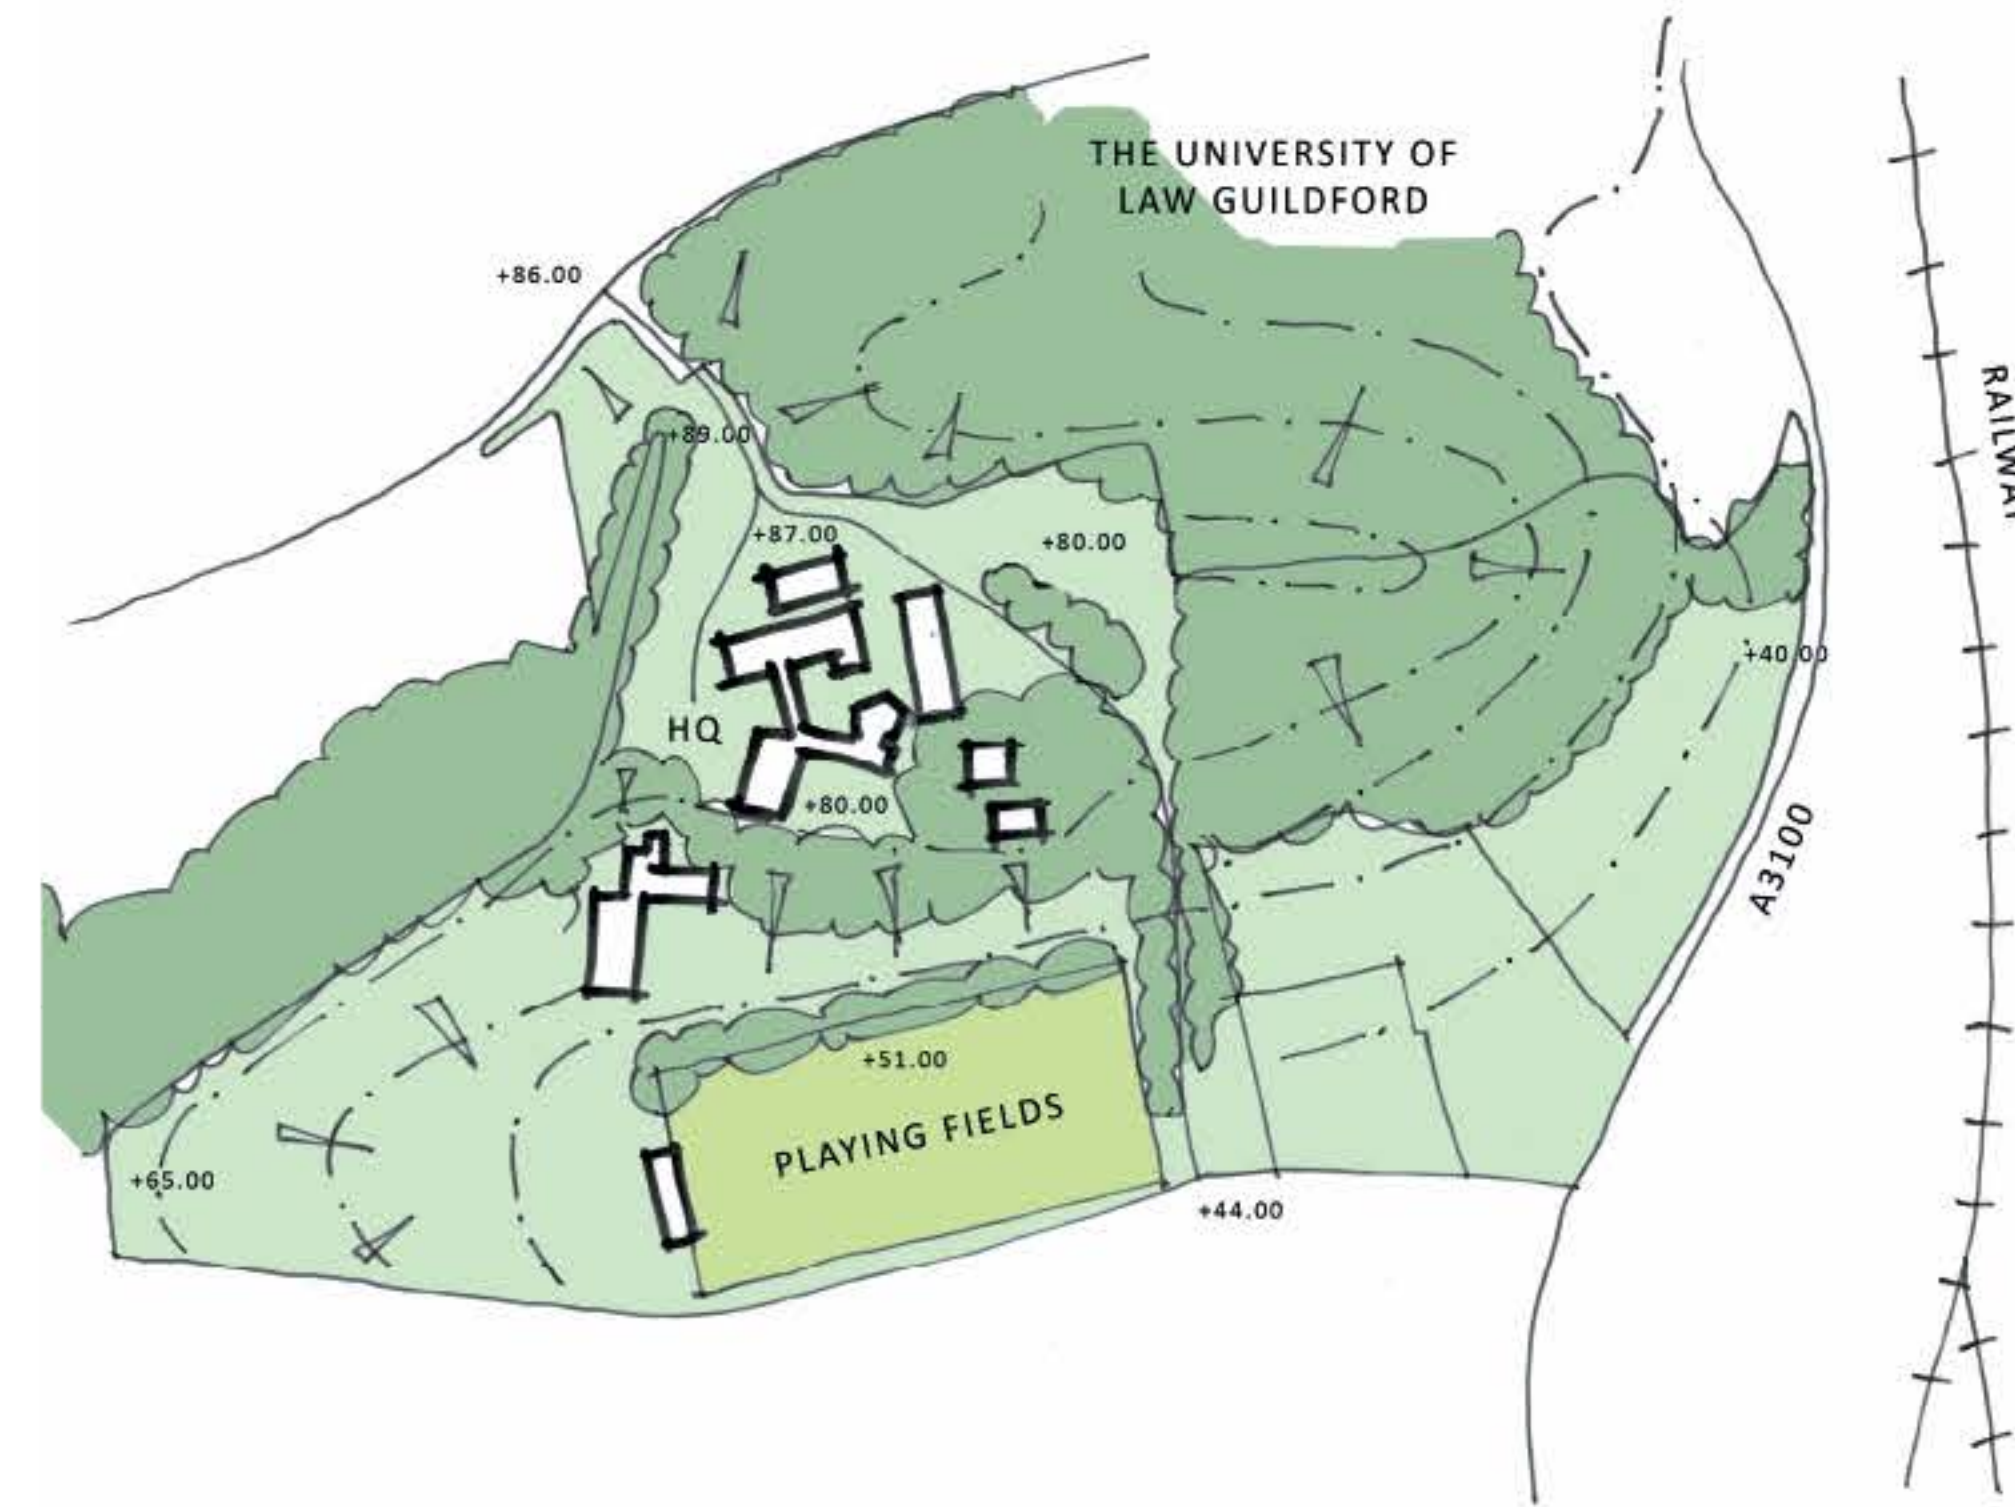 THE UNIVERSITY OF
LAW GUILDFORD
+86.00
RAILWAY
+89.00
+87.00
+80.00
+40.00
HQ
+80.00
A3100
+51.00
PLAYING FIELDS
+65.00
+44.00